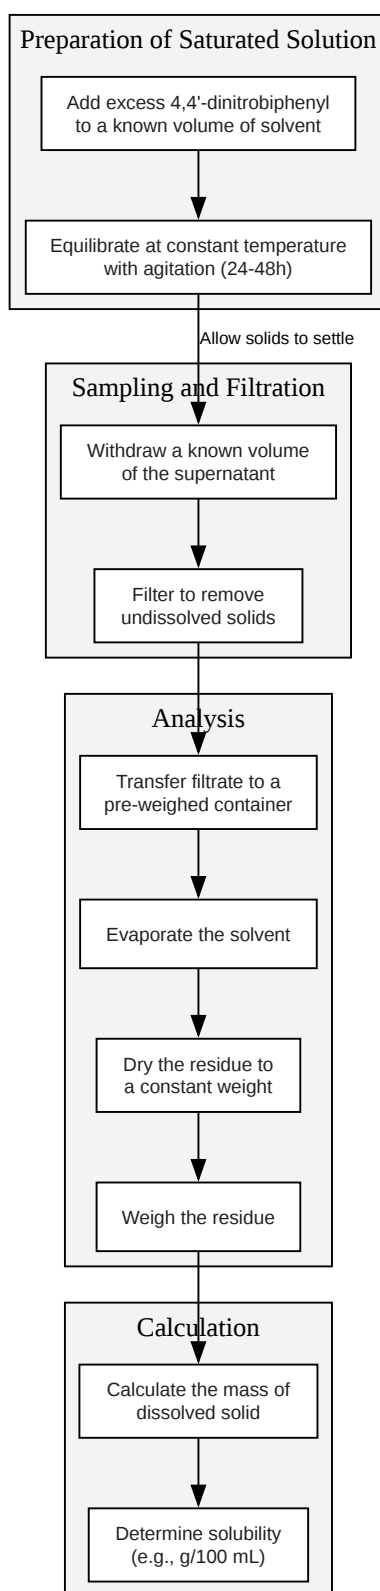 Preparation of Saturated Solution
Add excess 4,4'-dinitrobiphenyl
to a known volume of solvent
Equilibrate at constant temperature
with agitation (24-48h)
Allow solids to settle
Sampling and Filtration
Withdraw a known volume
of the supernatant
Filter to remove
undissolved solids
Analysis
Transfer filtrate to a
pre-weighed container
Evaporate the solvent
Dry the residue to
a constant weight
Weigh the residue
Calculation
Calculate the mass of
dissolved solid
Determine solubility
(e.g., g/100 mL)